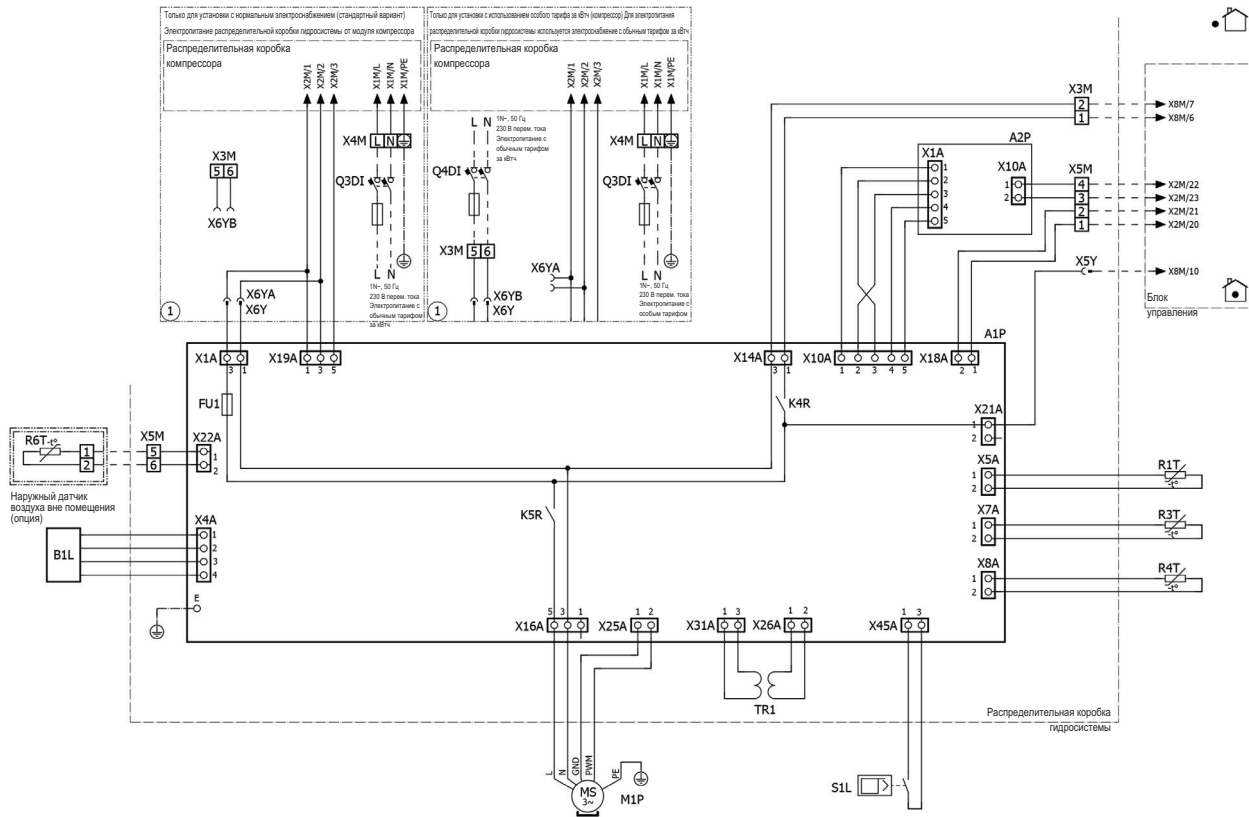 Только для установки с нормальным электроснабжением (стандартный вариант)
Электропитание распределительной коробки гидросистемы от модуля компрессора
Распределительная коробка
компрессора
X2M/1
X2M/2
X2M/3
X1M/L
X1M/N
X1M/PE
X3M
5 6
X6YB
X4M L N
Q3DI
L N
1N~, 50 Гц
230 В перем. тока
Электропитание с
обычным тарифом
за кВтч
X6YA
X6Y
1
Только для установки с использованием особого тарифа за кВтч (компрессор) Для электропитания
распределительной коробки гидросистемы используется электроснабжение с обычным тарифом за кВтч
Распределительная коробка
компрессора
X2M/1
X2M/2
X2M/3
X1M/L
X1M/N
X1M/PE
L N
1N~, 50 Гц
230 В перем. тока
Электропитание с
обычным тарифом
за кВтч
Q4DI
X3M 5 6
X6YA
X6YB
X6Y
X4M L N
Q3DI
L N
1N~, 50 Гц
230 В перем. тока
Электропитание с
особым тарифом
1
X3M
2
1
X8M/7
X8M/6
A2P
X1A
1
2
3
4
5
X10A
1
2
X5M
4
3
2
1
X2M/22
X2M/23
X2M/21
X2M/20
X5Y
X8M/10
Блок
управления
A1P
X1A
3 1
X19A
1 3 5
X14A
3 1
X10A
1 2 3 4 5
X18A
2 1
FU1
K4R
X21A
1
2
R6T
-t°
1
2
X5M
5
6
X22A
1
2
Наружный датчик
воздуха вне помещения
(опция)
X5A
1
2
R1T
-t°
X7A
1
2
R3T
-t°
X8A
1
2
R4T
-t°
K5R
B1L
X4A
1
2
3
4
E
5 3 1
X16A
1 2
X25A
1 3
X31A
1 2
X26A
1 3
X45A
TR1
Распределительная коробка
гидросистемы
L
N
GND
PWM
PE
MS
3~
M1P
S1L